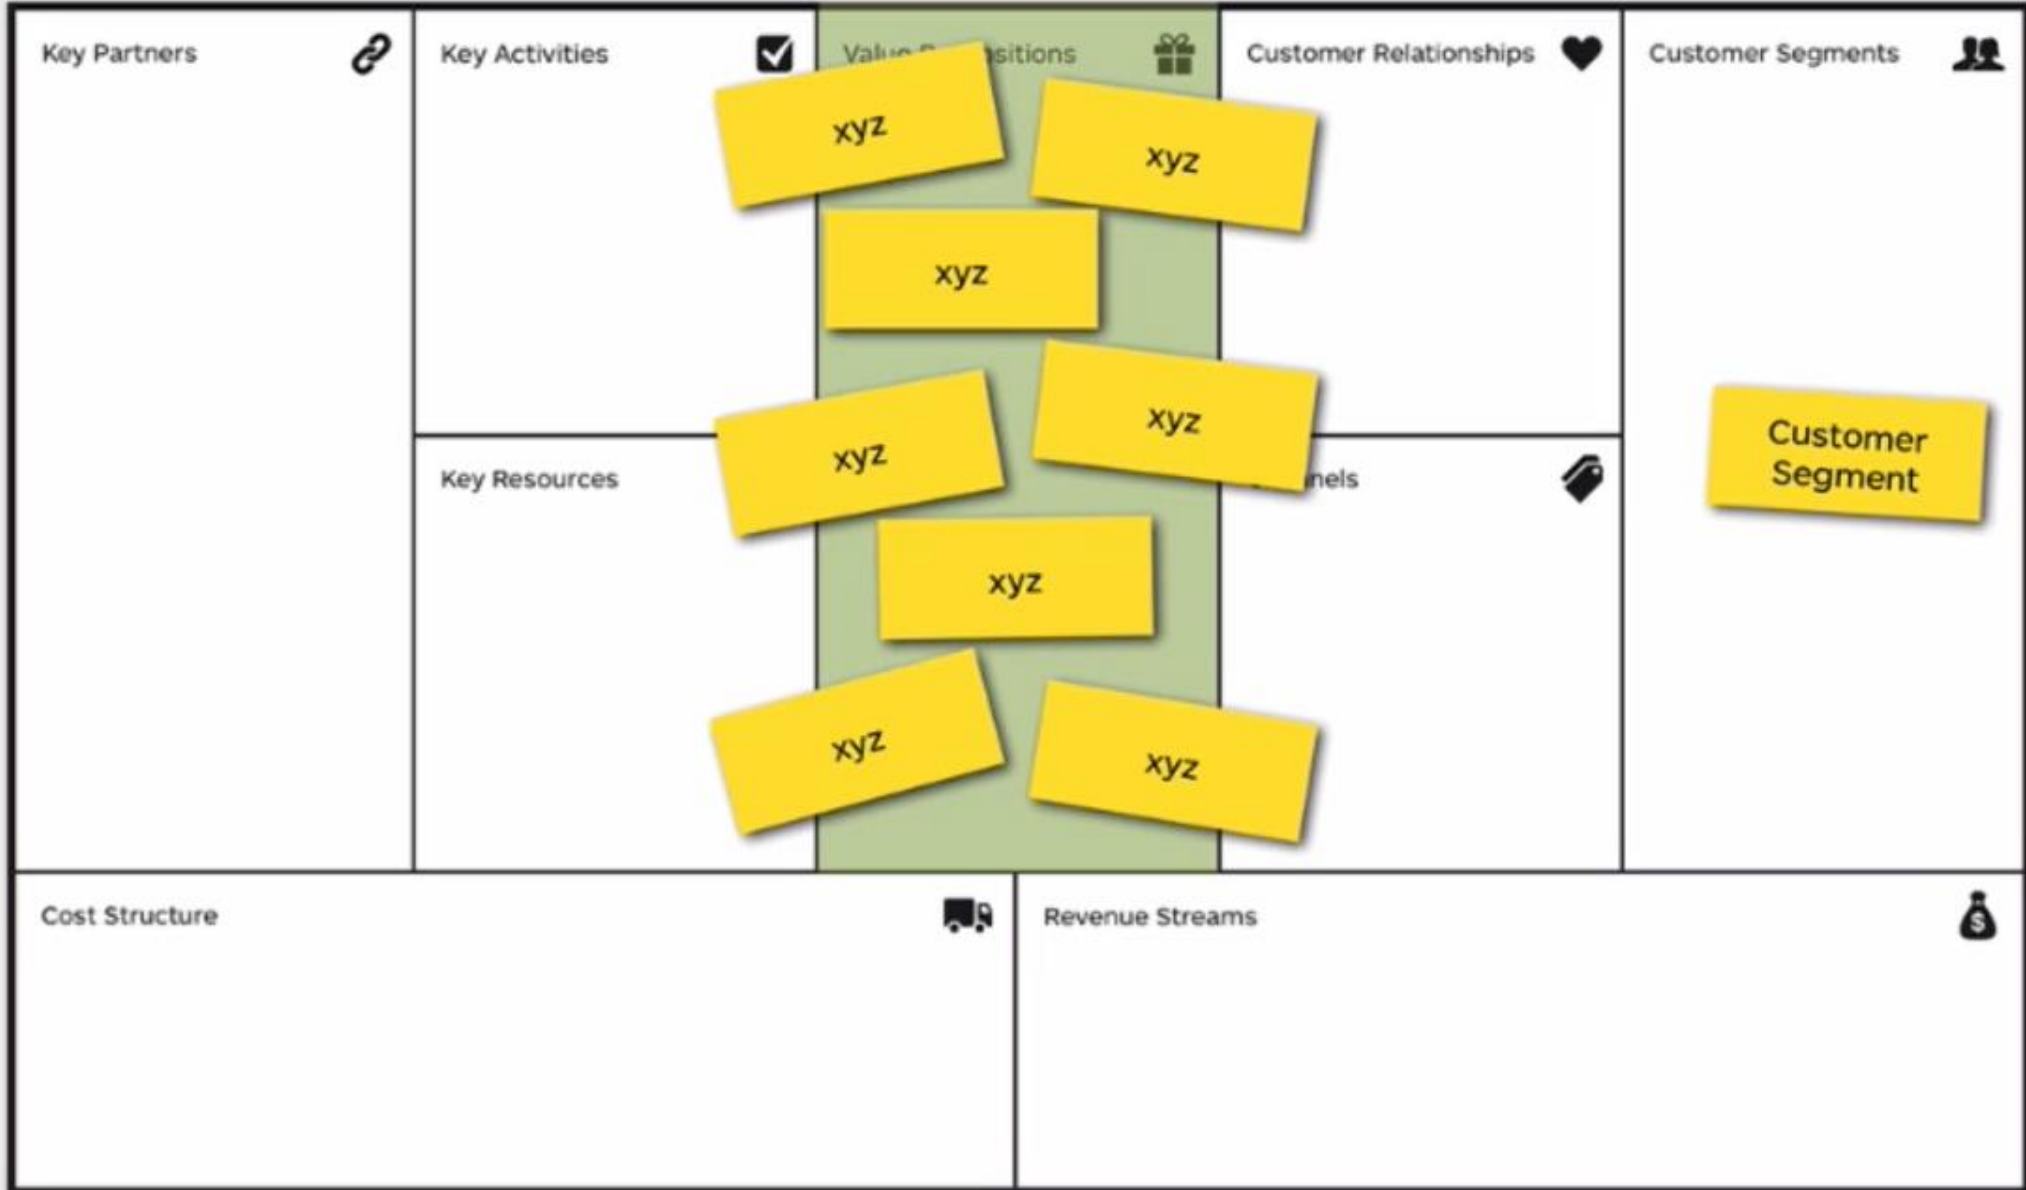 Key Partners
Key Activities
Customer Relationships
Customer Segments
xyz
xyz
xyz
xyz
xyz
Key Resources
Customer
Segment
xyz
xyz
xyz
Cost Structure
Revenue Streams
$